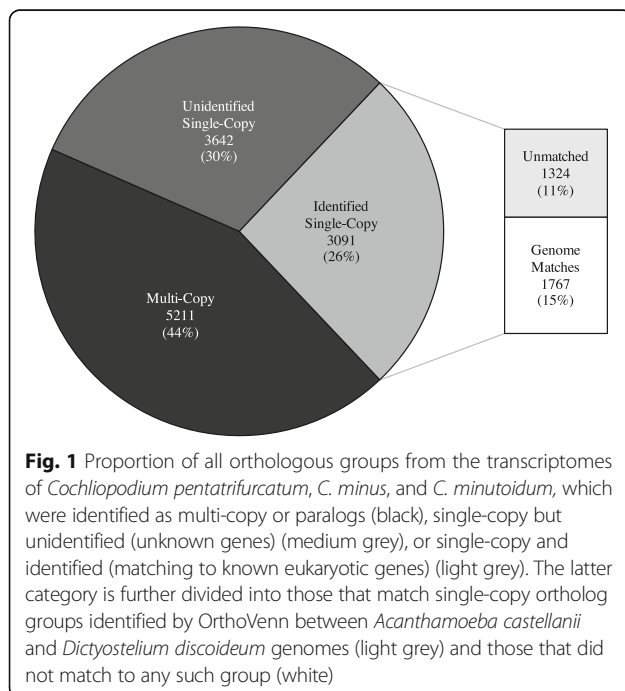 Unidentified
Single-Copy
3642
(30%)
Identified
Single-Copy
3091
(26%)
Multi-Copy
5211
(44%)
Unmatched
1324
(11%)
Genome
Matches
1767
(15%)
Fig. 1 Proportion of all orthologous groups from the transcriptomes
of Cochliopodium pentatrifurcatum, C. minus, and C. minutoidum, which
were identified as multi-copy or paralogs (black), single-copy but
unidentified (unknown genes) (medium grey), or single-copy and
identified (matching to known eukaryotic genes) (light grey). The latter
category is further divided into those that match single-copy ortholog
groups identified by OrthoVenn between Acanthamoeba castellanii
and Dictyostelium discoideum genomes (light grey) and those that did
not match to any such group (white)